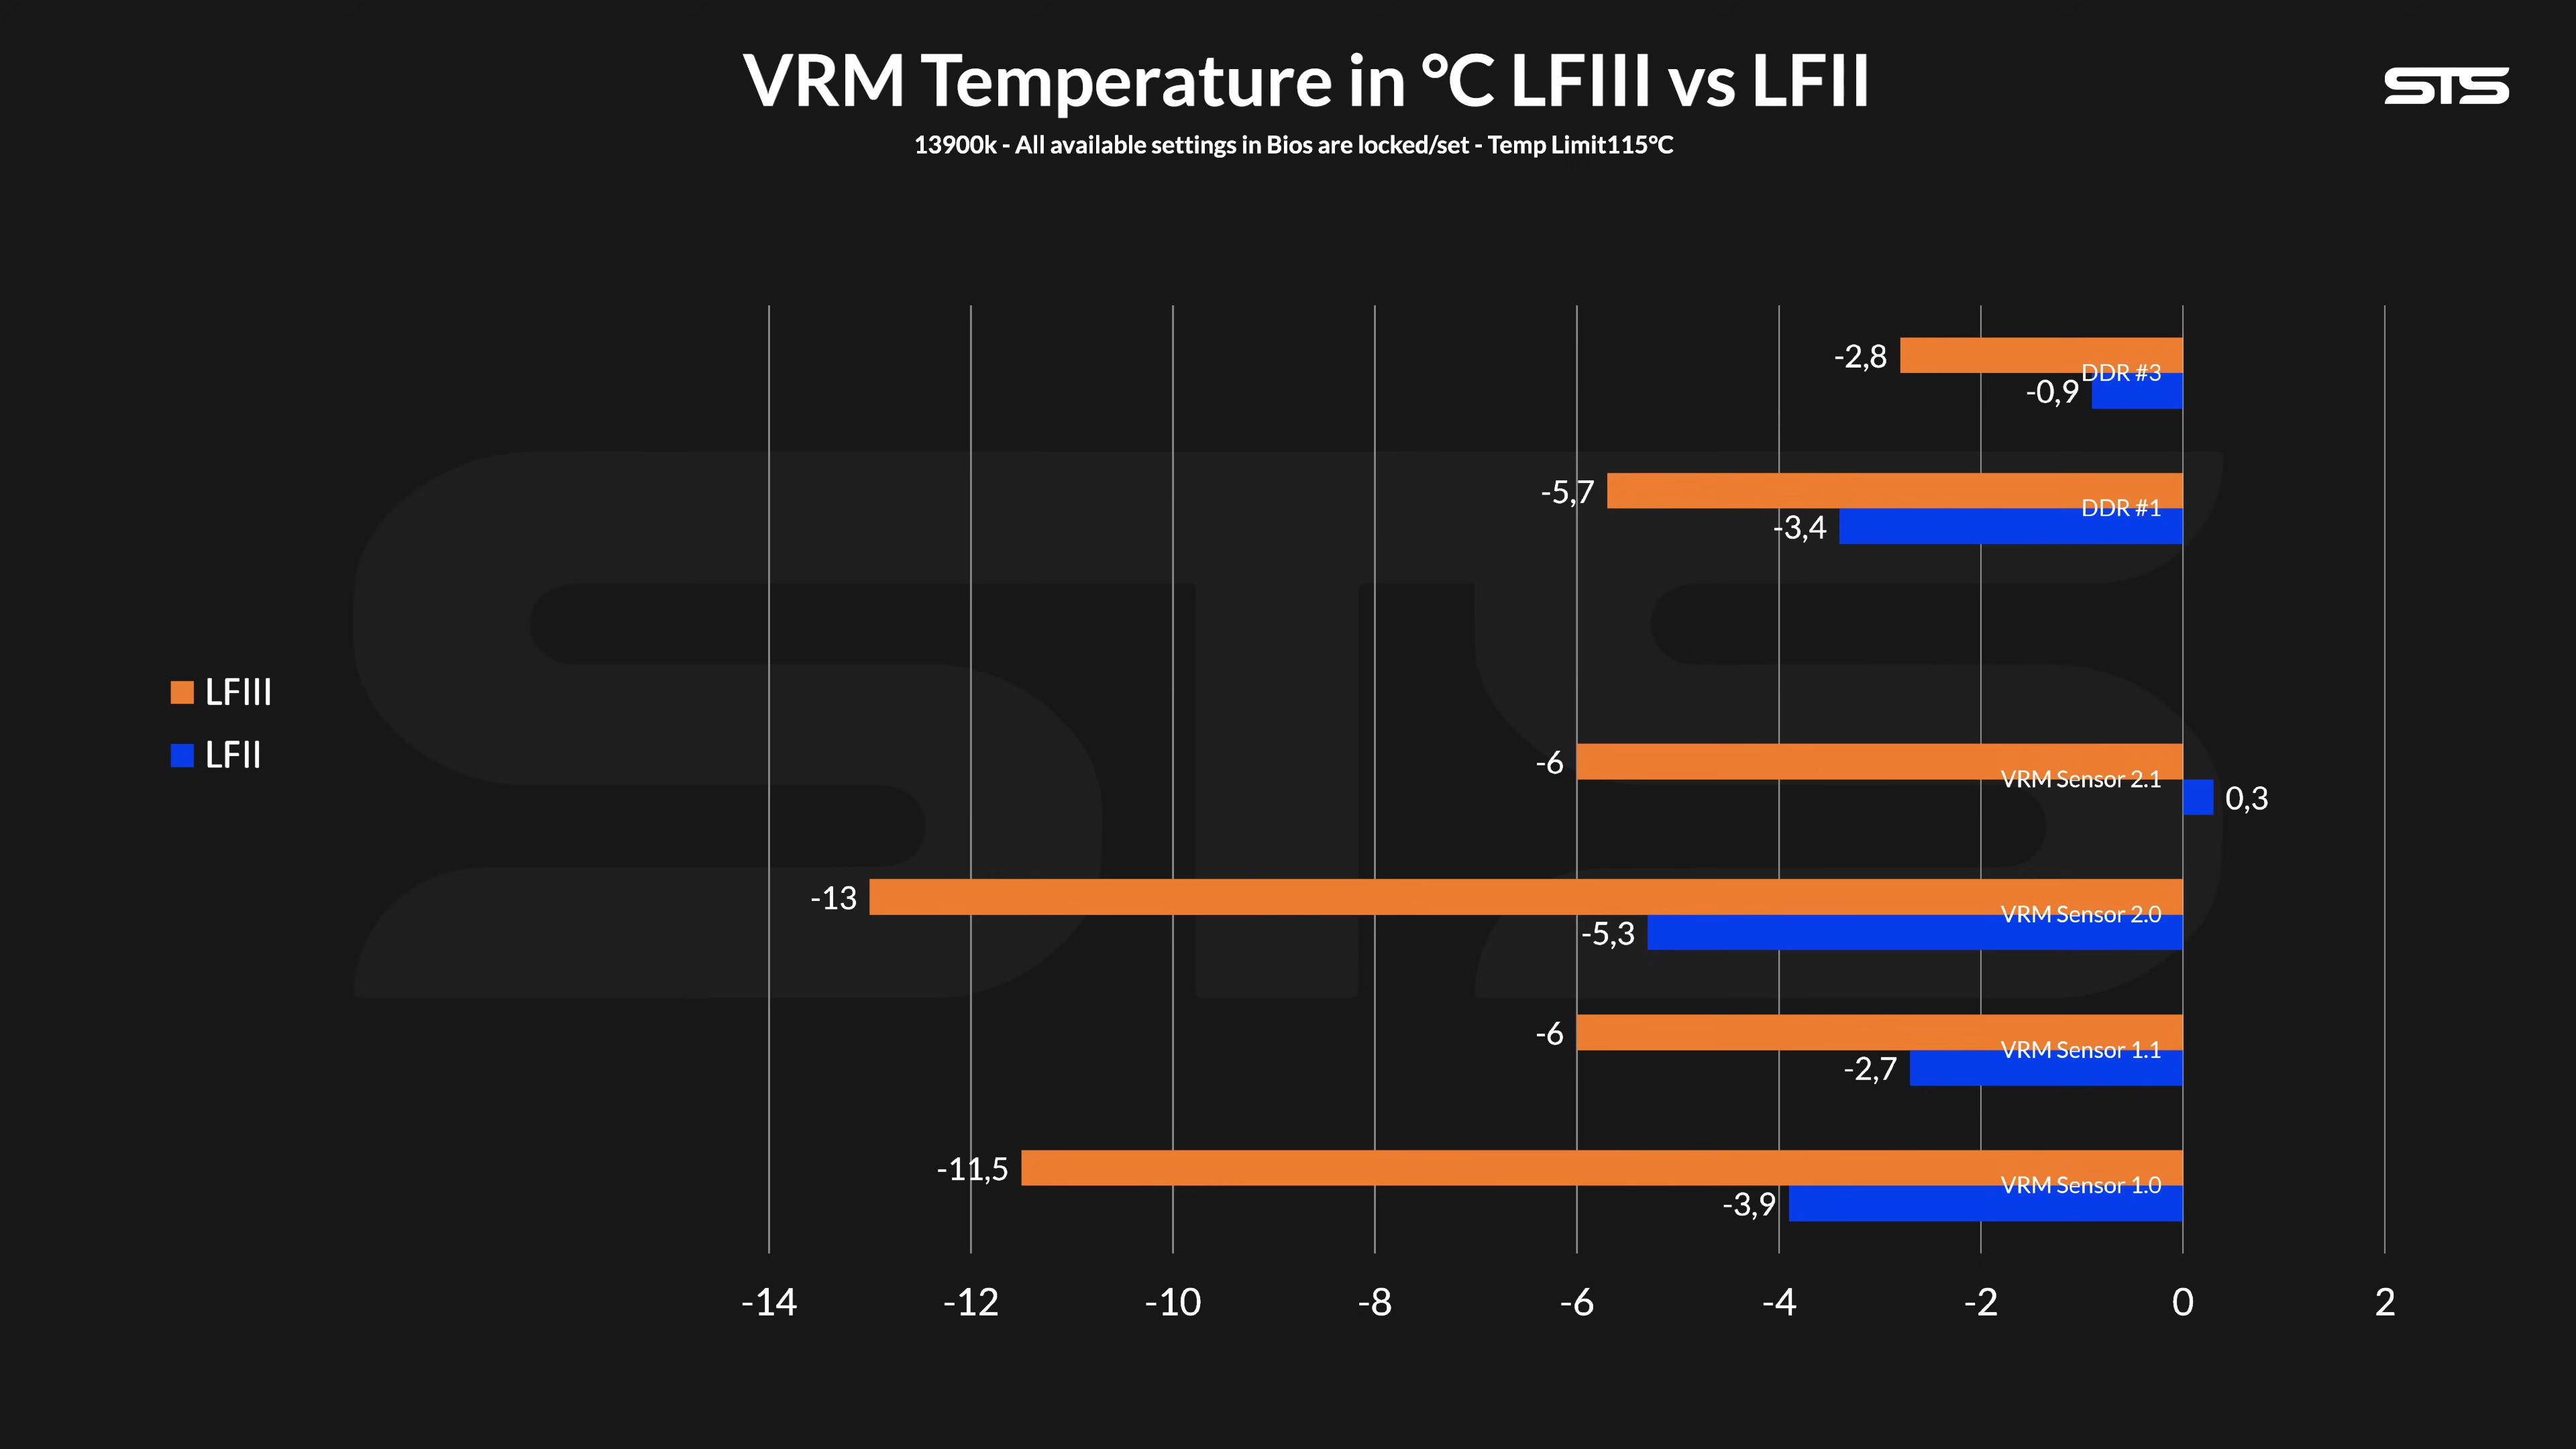 VRM Temperature in °C LFIII vs LFII
STS
13900k - All available settings in Bios are locked/set - Temp Limit115°C
-2,8
DDR #3
-0,9
-5,7
DDR #1
-3,4
LFIII
LFII
-6
VRM Sensor 2.1
0,3
-13
VRM Sensor 2.0
-5,3
-6
VRM Sensor 1.1
-2,7
-11,5
VRM Sensor 1.0
-3,9
-14 -12 -10 -8 -6 -4 -2 0 2
STS